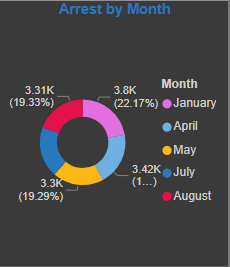 Arrest by Month
3.31K
(19.33%)
3.8K
(22.17%)
3.3K
(19.29%)
3.42K
(1...)
Month
January
April
May
July
August